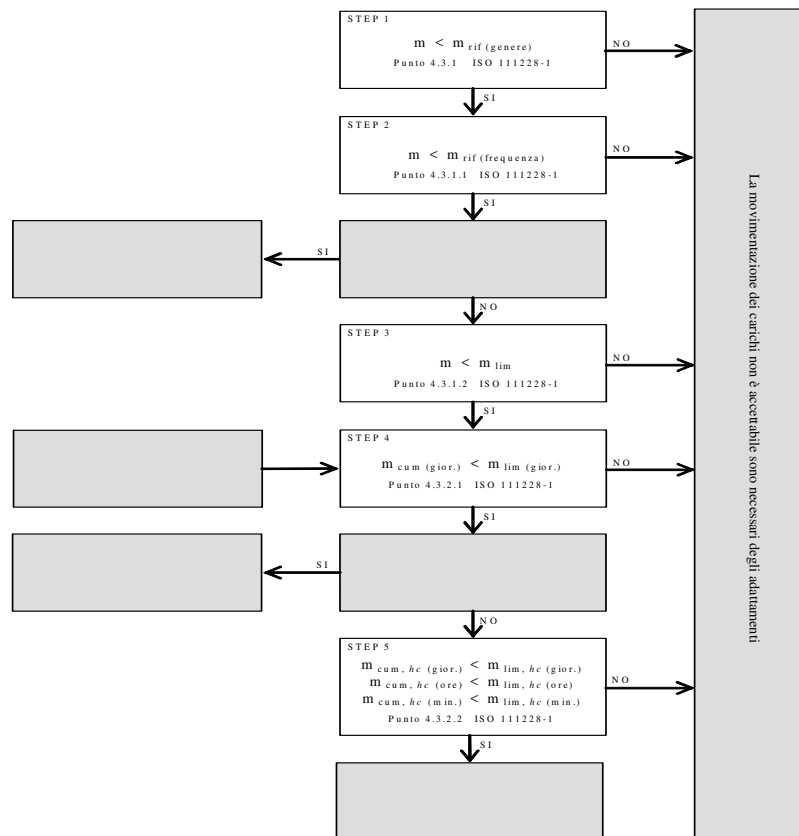 STEP 1
m < m rif (genere)
Punto 4.3.1 ISO 111228-1
NO
SI
STEP 2
m < m rif (frequenza)
Punto 4.3.1.1 ISO 111228-1
NO
SI
SI
NO
STEP 3
m < m lim
Punto 4.3.1.2 ISO 111228-1
NO
SI
STEP 4
m cum (gior.) < m lim (gior.)
Punto 4.3.2.1 ISO 111228-1
NO
SI
SI
NO
STEP 5
m cum, hc (gior.) < m lim, hc (gior.)
m cum, hc (ore) < m lim, hc (ore)
m cum, hc (min.) < m lim, hc (min.)
Punto 4.3.2.2 ISO 111228-1
NO
SI
La movimentazione dei carichi non è accettabile sono necessari degli adattamenti